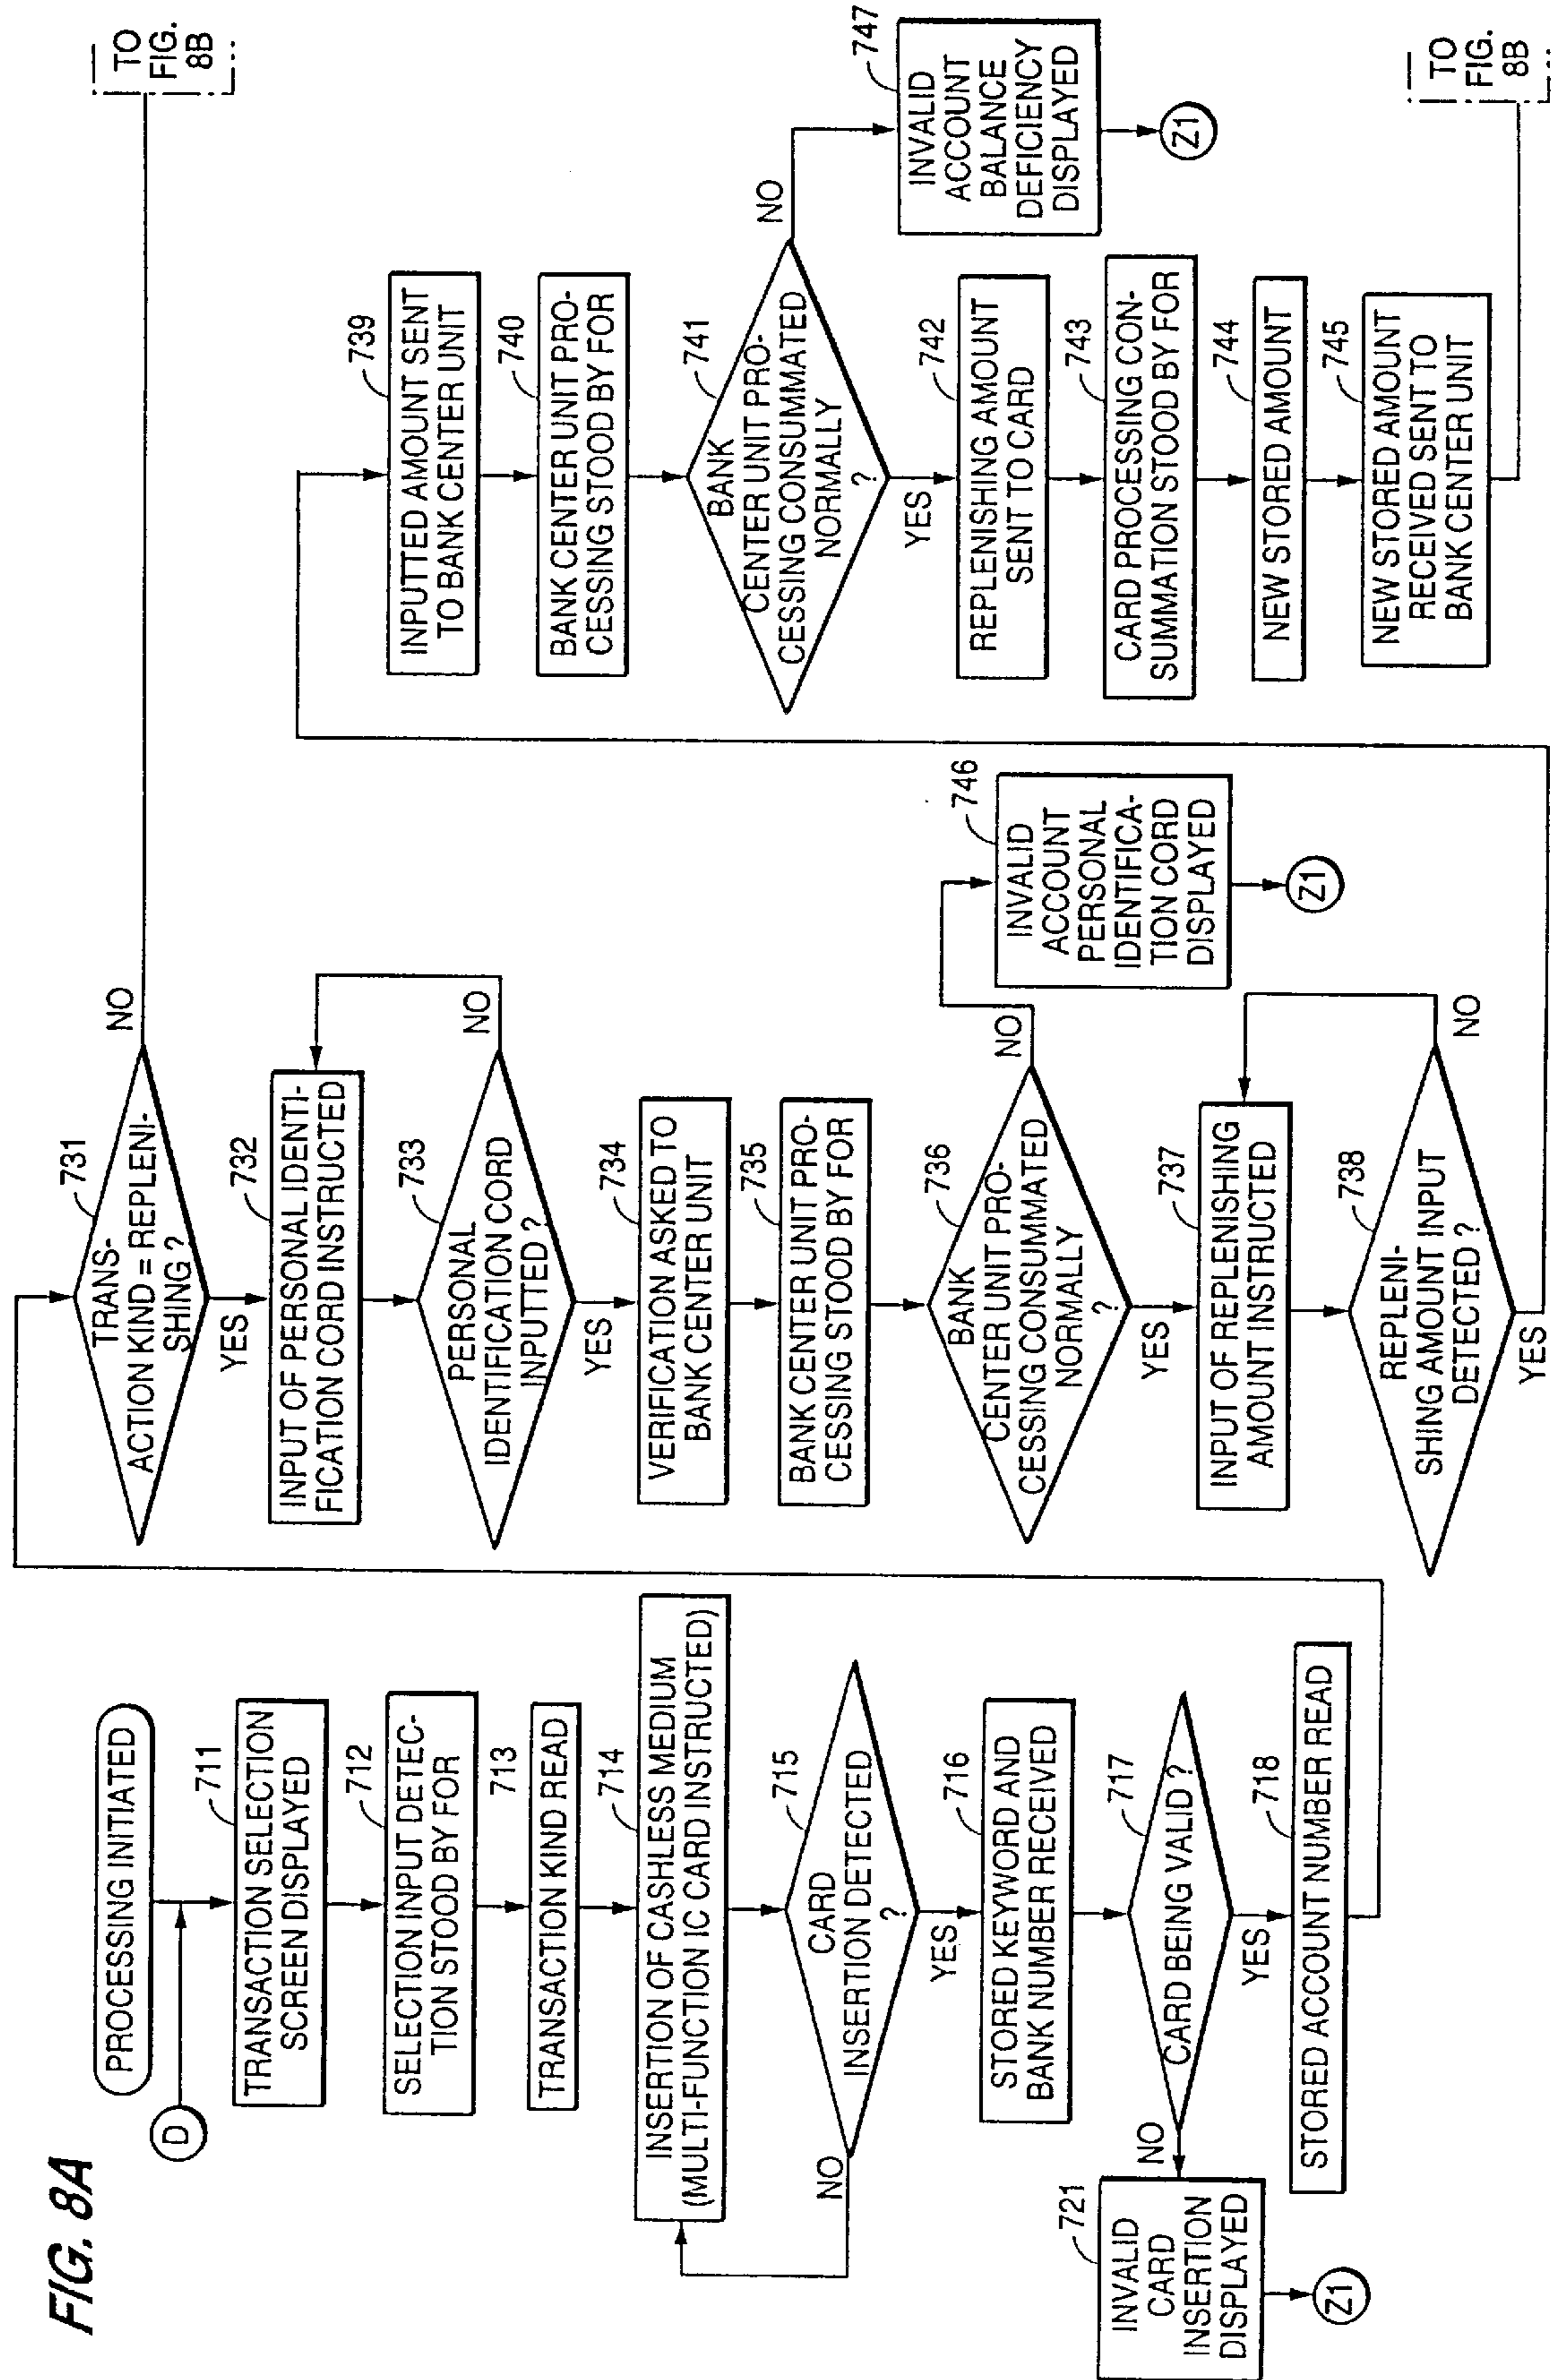 FIG. 8A
PROCESSING INITIATED
D
711
TRANSACTION SELECTION
SCREEN DISPLAYED
712
SELECTION INPUT DETEC-
TION STOOD BY FOR
713
TRANSACTION KIND READ
714
INSERTION OF CASHLESS MEDIUM
(MULTI-FUNCTION IC CARD INSTRUCTED)
715
CARD
INSERTION DETECTED
?
NO
YES
716
STORED KEYWORD AND
BANK NUMBER RECEIVED
717
CARD BEING VALID ?
NO
YES
721
INVALID
CARD
INSERTION
DISPLAYED
Z1
718
STORED ACCOUNT NUMBER READ
731
TRANS-
ACTION KIND = REPLENI-
SHING ?
NO
YES
TO
FIG.
8B
732
INPUT OF PERSONAL IDENTI-
FICATION CORD INSTRUCTED
733
PERSONAL
IDENTIFICATION CORD
INPUTTED ?
NO
YES
734
VERIFICATION ASKED TO
BANK CENTER UNIT
735
BANK CENTER UNIT PRO-
CESSING STOOD BY FOR
736
BANK
CENTER UNIT PRO-
CESSING CONSUMMATED
NORMALLY
?
NO
YES
746
INVALID
ACCOUNT
PERSONAL
IDENTIFICA-
TION CORD
DISPLAYED
Z1
737
INPUT OF REPLENISHING
AMOUNT INSTRUCTED
738
REPLENI-
SHING AMOUNT INPUT
DETECTED ?
NO
YES
739
INPUTTED AMOUNT SENT
TO BANK CENTER UNIT
740
BANK CENTER UNIT PRO-
CESSING STOOD BY FOR
741
BANK
CENTER UNIT PRO-
CESSING CONSUMMATED
NORMALLY
?
NO
YES
747
INVALID
ACCOUNT
BALANCE
DEFICIENCY
DISPLAYED
Z1
742
REPLENISHING AMOUNT
SENT TO CARD
743
CARD PROCESSING CON-
SUMMATION STOOD BY FOR
744
NEW STORED AMOUNT
745
NEW STORED AMOUNT
RECEIVED SENT TO
BANK CENTER UNIT
TO
FIG.
8B